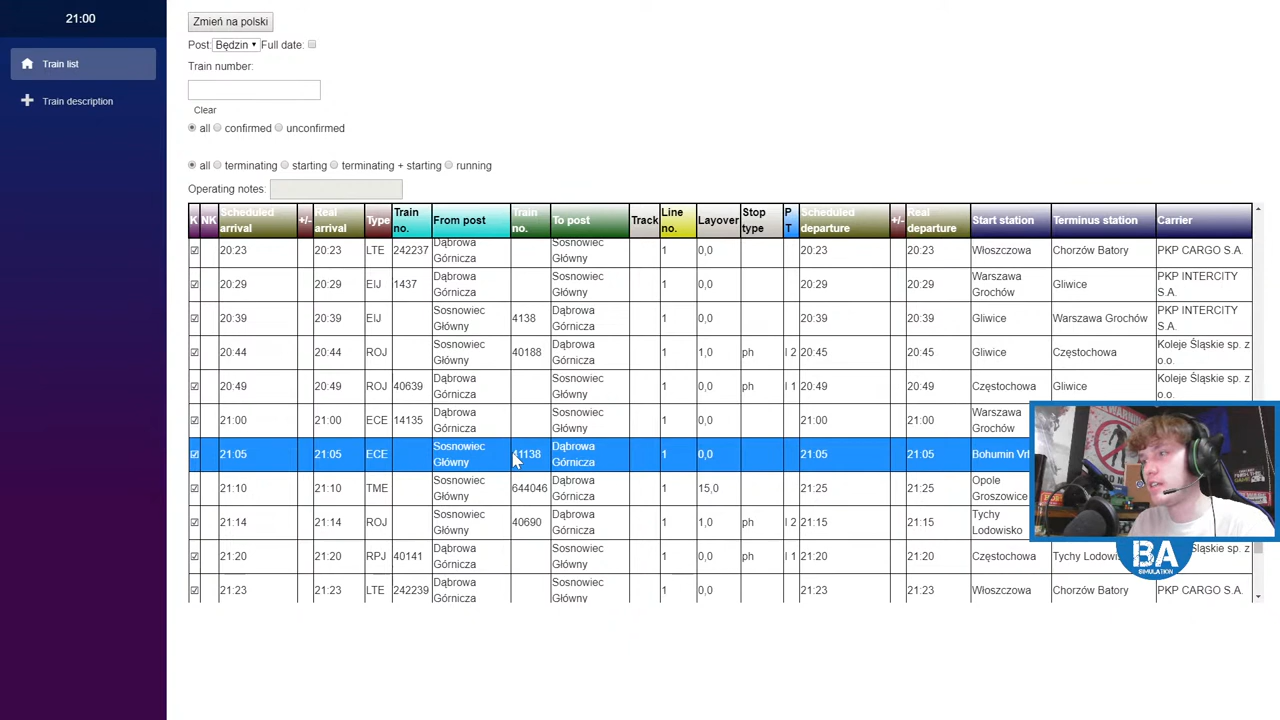 21:00
Train list
Train description
Zmień na polski
Post: Będzin Full date:
Train number:
Clear
all confirmed unconfirmed
all terminating starting terminating + starting running
Operating notes:
K NK Scheduled arrival +/- Real arrival Type Train no. From post Train no. To post Track Line no. Layover Stop type P T Scheduled departure +/- Real departure Start station Terminus station Carrier
20:23 20:23 LTE 242237 Dąbrowa Górnicza Sosnowiec Główny 1 0,0 20:23 20:23 Włoszczowa Chorzów Batory PKP CARGO S.A.
20:29 20:29 EIJ 1437 Dąbrowa Górnicza Sosnowiec Główny 1 0,0 20:29 20:29 Warszawa Grochów Gliwice PKP INTERCITY S.A.
20:39 20:39 EIJ Sosnowiec Główny 4138 Dąbrowa Górnicza 1 0,0 20:39 20:39 Gliwice Warszawa Grochów PKP INTERCITY S.A.
20:44 20:44 ROJ Sosnowiec Główny 40188 Dąbrowa Górnicza 1 1,0 ph I 2 20:45 20:45 Gliwice Częstochowa Koleje Śląskie sp. z o.o.
20:49 20:49 ROJ 40639 Dąbrowa Górnicza Sosnowiec Główny 1 0,0 ph I 1 20:49 20:49 Częstochowa Gliwice Koleje Śląskie sp. z o.o.
21:00 21:00 ECE 14135 Dąbrowa Górnicza Sosnowiec Główny 1 0,0 21:00 21:00 Warszawa Grochów
21:05 21:05 ECE Sosnowiec Główny 41138 Dąbrowa Górnicza 1 0,0 21:05 21:05 Bohumin
21:10 21:10 TME Sosnowiec Główny 644046 Dąbrowa Górnicza 1 15,0 21:25 21:25 Opole Groszowice
21:14 21:14 ROJ Sosnowiec Główny 40690 Dąbrowa Górnicza 1 1,0 ph I 2 21:15 21:15 Tychy Lodowisko
21:20 21:20 RPJ 40141 Dąbrowa Górnicza Sosnowiec Główny 1 0,0 ph I 1 21:20 21:20 Częstochowa Tychy sp. z o.o.
21:23 21:23 LTE 242239 Dąbrowa Górnicza Sosnowiec Główny 1 0,0 21:23 21:23 Włoszczowa Chorzów Batory PKP CARGO S.A.
BA
SIMULATION